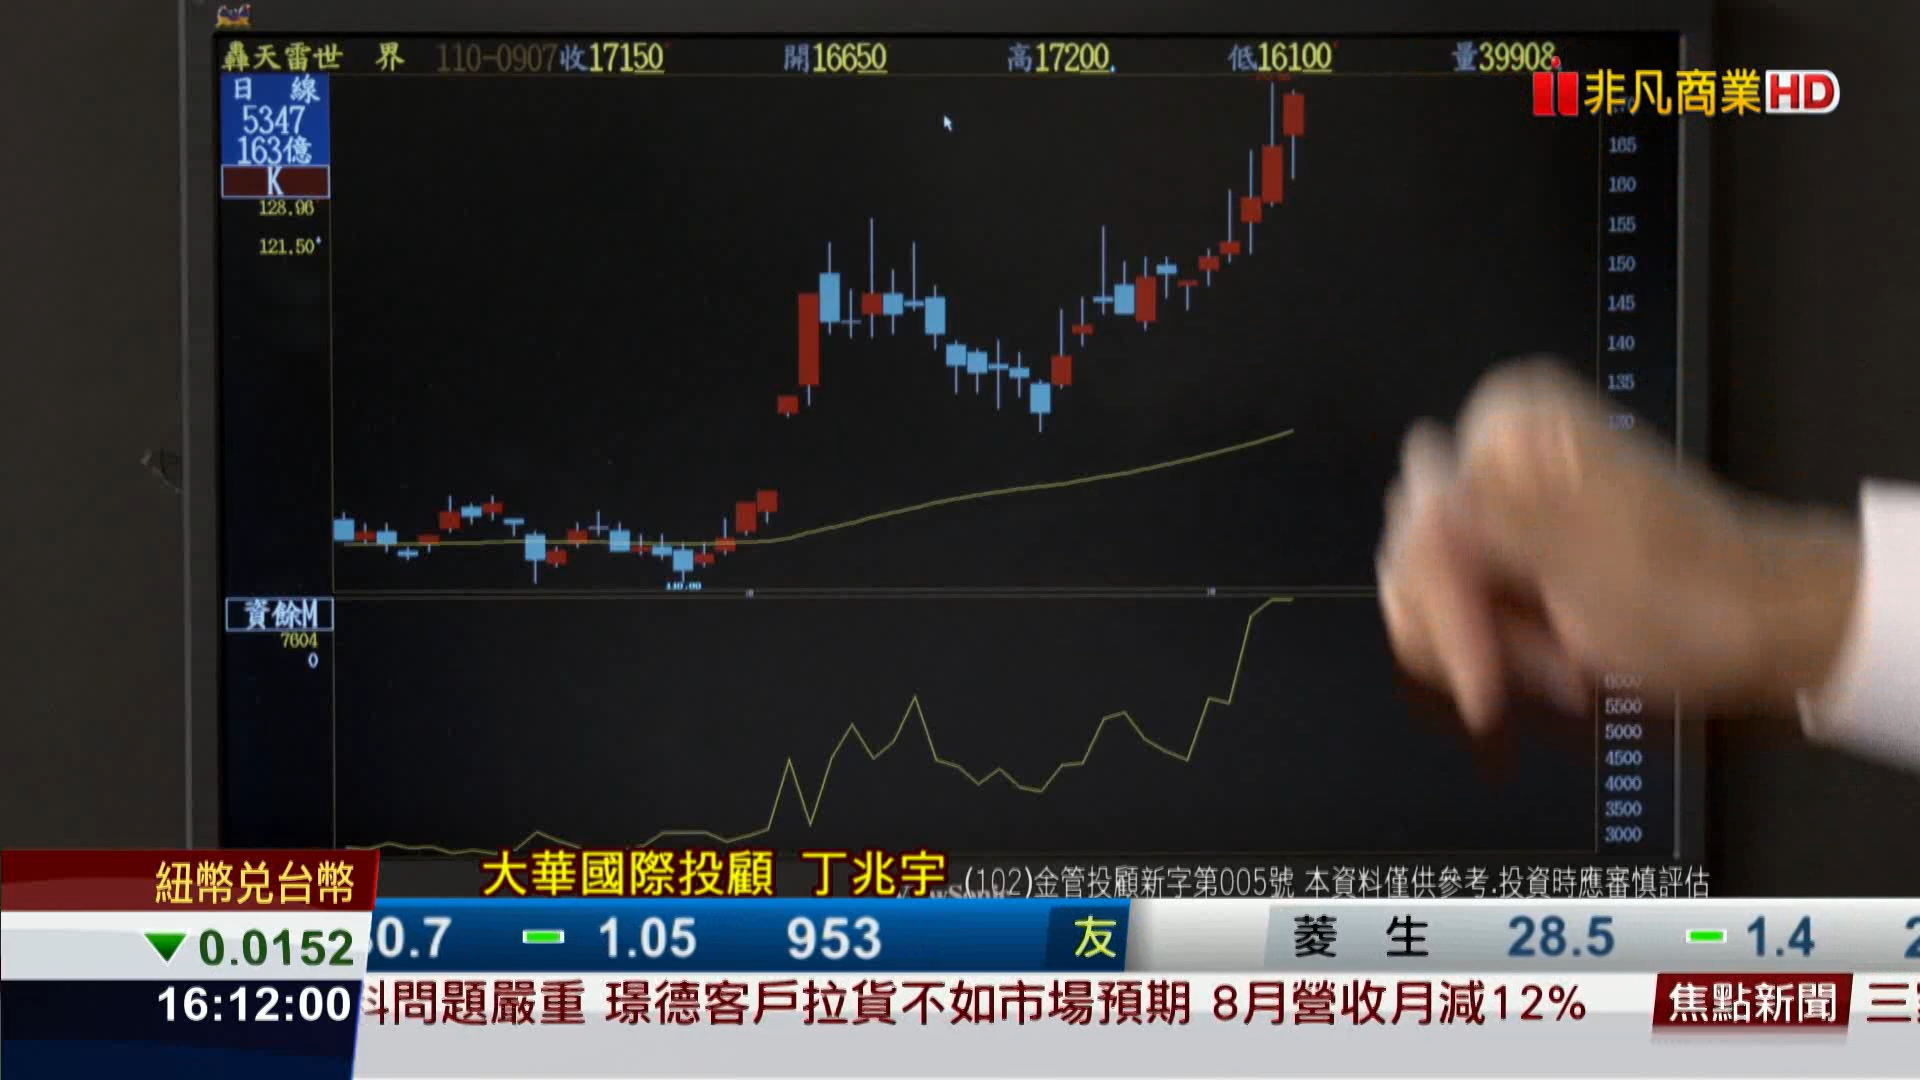 轟天雷世 界 110-0907收17150 開16650 高17200 低16100 量39908
非凡商業HD
日 線
5347
163億
K
128.96
121.50
165
160
155
150
145
140
135
110.00
資餘M
7604
0
6000
5500
5000
4500
4000
3500
3000
大華國際投顧 丁兆宇
(102)金管投顧新字第005號 本資料僅供參考.投資時應審慎評估
紐幣兌台幣
▼0.0152
0.7 1.05 953 友 菱 生 28.5 1.4
16:12:00
問題嚴重 璟德客戶拉貨不如市場預期 8月營收月減12% 焦點新聞 三